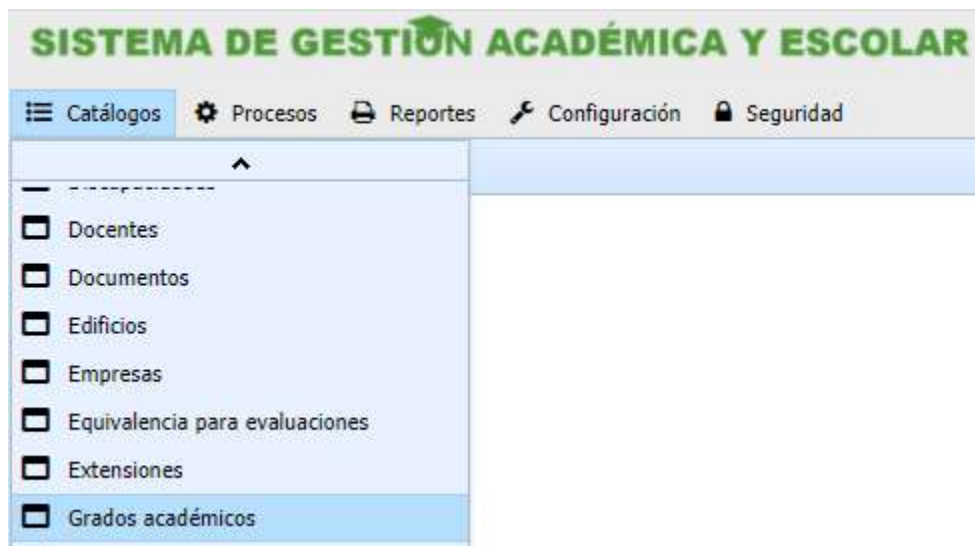 SISTEMA DE GESTIÓN ACADÉMICA Y ESCOLAR
Catálogos Procesos Reportes Configuración Seguridad
Docentes
Documentos
Edificios
Empresas
Equivalencia para evaluaciones
Extensiones
Grados académicos